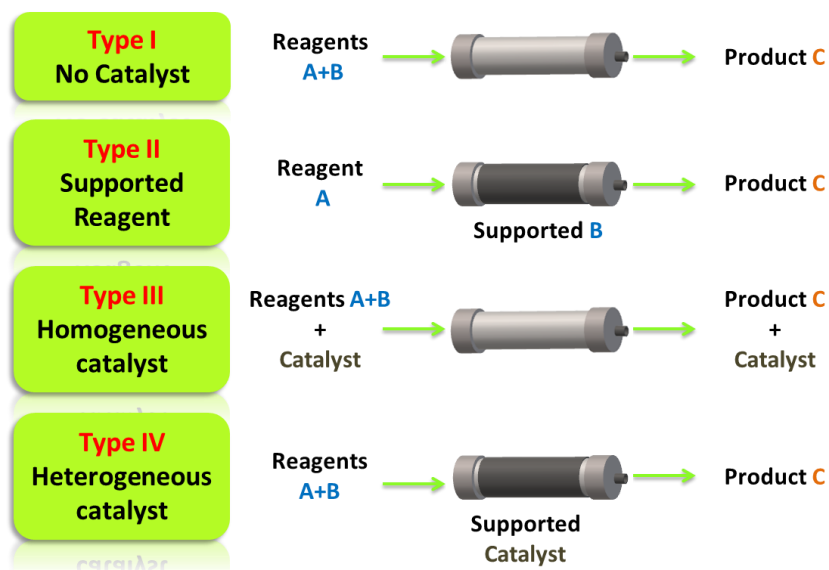 Type I
No Catalyst
Reagents
A+B
Product C
Type II
Supported
Reagent
Reagent
A
Supported B
Product C
Type III
Homogeneous
catalyst
Reagents A+B
+
Catalyst
Product C
+
Catalyst
Type IV
Heterogeneous
catalyst
Reagents
A+B
Supported
Catalyst
Product C